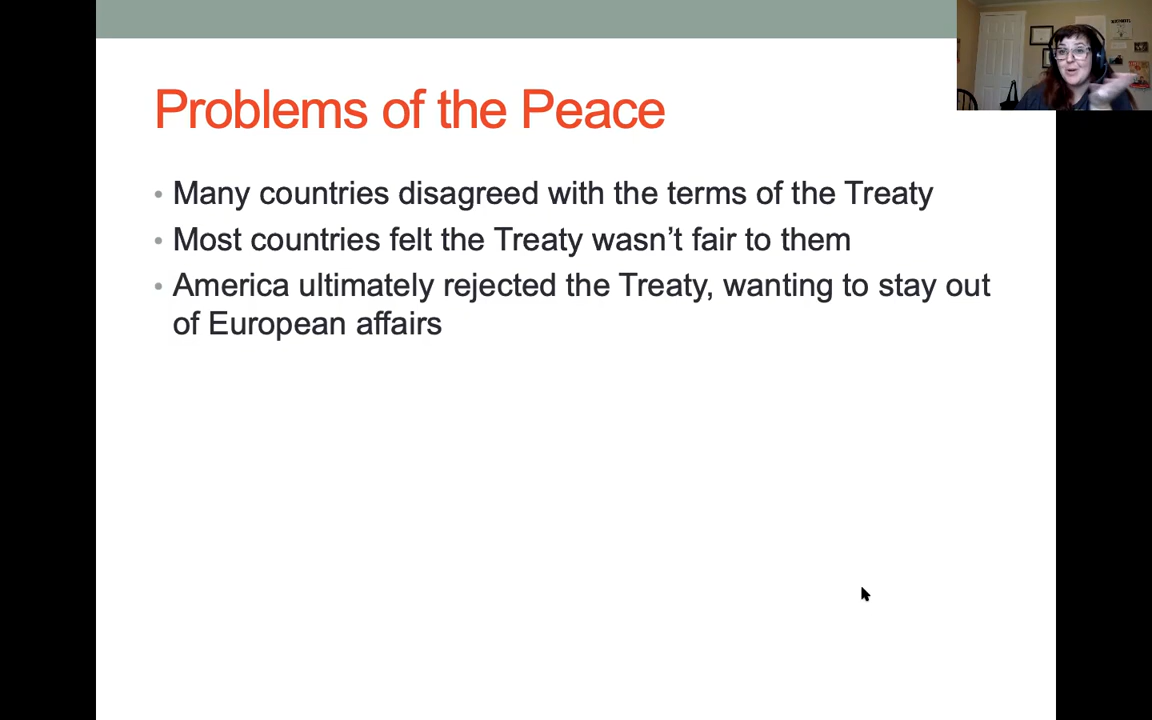 Problems of the Peace
• Many countries disagreed with the terms of the Treaty
• Most countries felt the Treaty wasn’t fair to them
• America ultimately rejected the Treaty, wanting to stay out
of European affairs